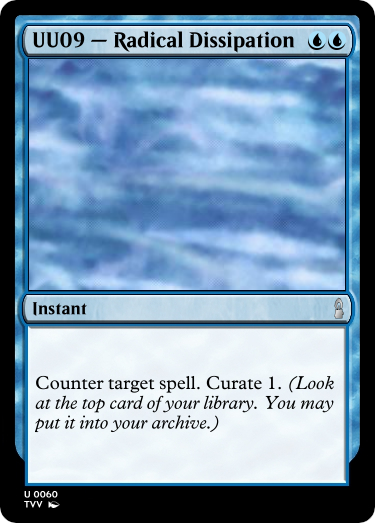 UU09 — Radical Dissipation
Instant
Counter target spell. Curate 1. (Look
at the top card of your library. You may
put it into your archive.)
U 0060
TVV